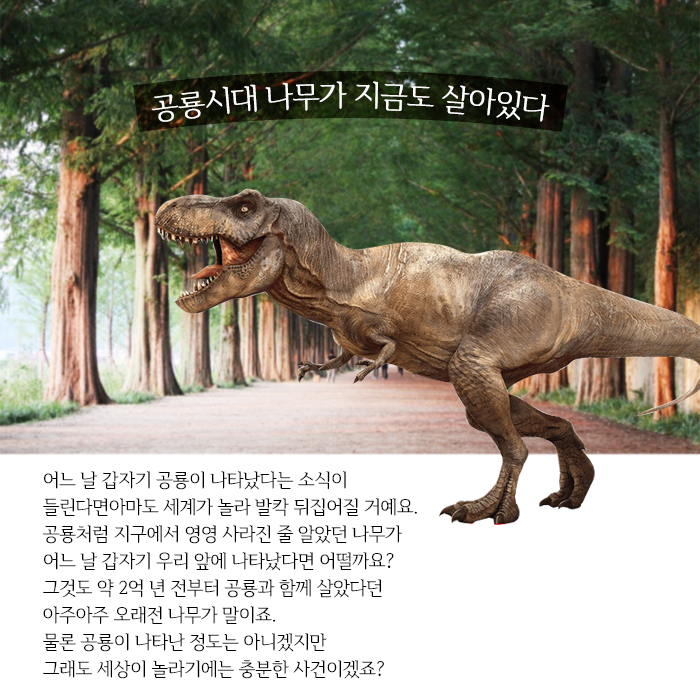 공룡시대 나무가 지금도 살아있다
어느 날 갑자기 공룡이 나타났다는 소식이
들린다면아마도 세계가 놀라 발칵 뒤집어질 거예요.
공룡처럼 지구에서 영영 사라진 줄 알았던 나무가
어느 날 갑자기 우리 앞에 나타났다면 어떨까요?
그것도 약 2억 년 전부터 공룡과 함께 살았다던
아주아주 오래전 나무가 말이죠.
물론 공룡이 나타난 정도는 아니겠지만
그래도 세상이 놀라기에는 충분한 사건이겠죠?